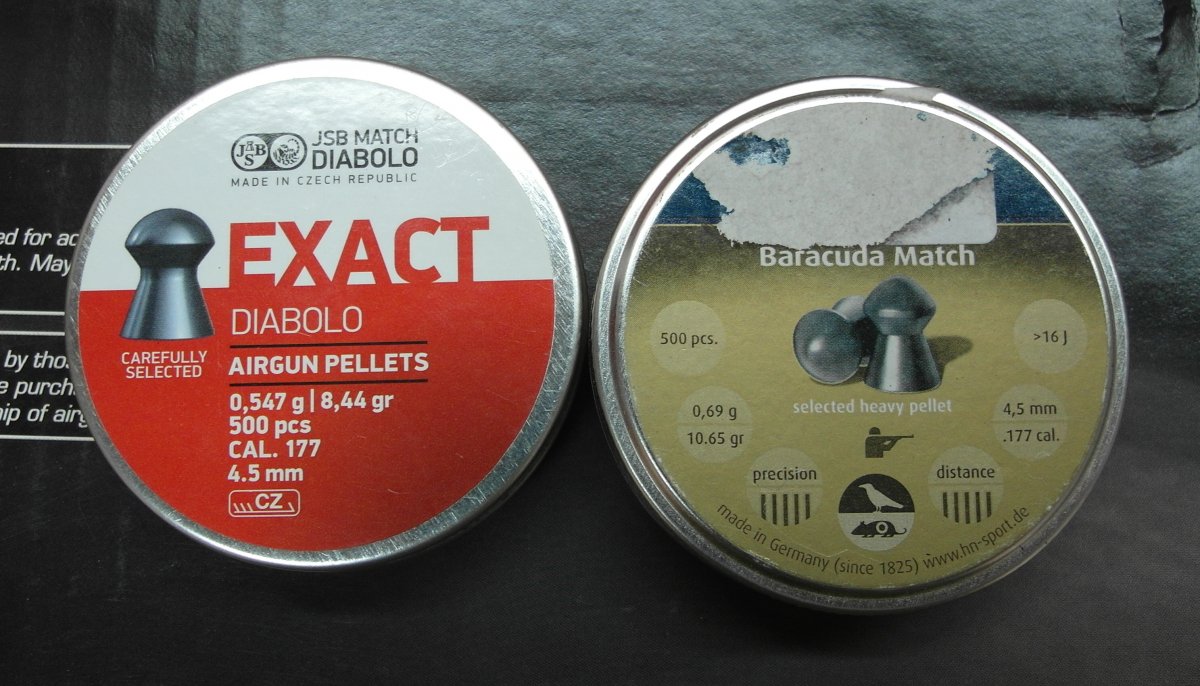 ed for ac
th. May
by thos
e purch
ip of airg
JSB
JSB MATCH
DIABOLO
MADE IN CZECH REPUBLIC
EXACT
DIABOLO
CAREFULLY
SELECTED
AIRGUN PELLETS
0,547 g | 8,44 gr
500 pcs
CAL. 177
4.5 mm
CZ
Baracuda Match
500 pcs.
>16 J
selected heavy pellet
0,69 g
10.65 gr
4,5 mm
.177 cal.
precision
distance
made in Germany (since 1825) www.hn-sport.de